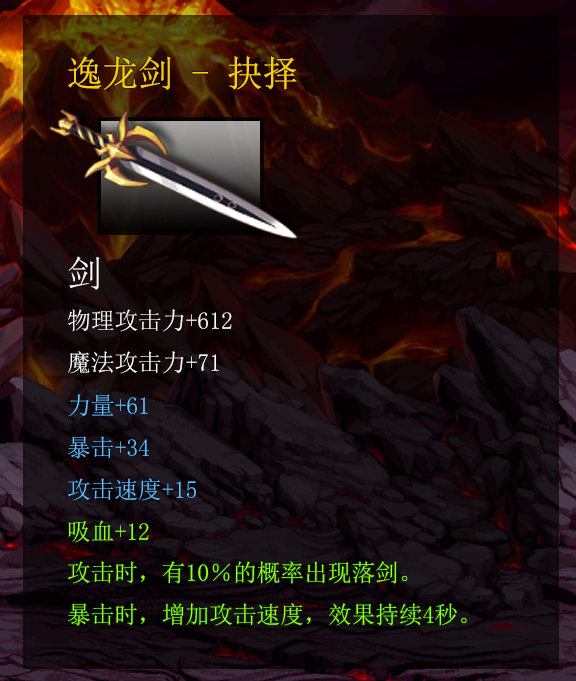 逸龙剑 - 抉择
剑
物理攻击力+612
魔法攻击力+71
力量+61
暴击+34
攻击速度+15
吸血+12
攻击时，有10%的概率出现落剑。
暴击时，增加攻击速度，效果持续4秒。